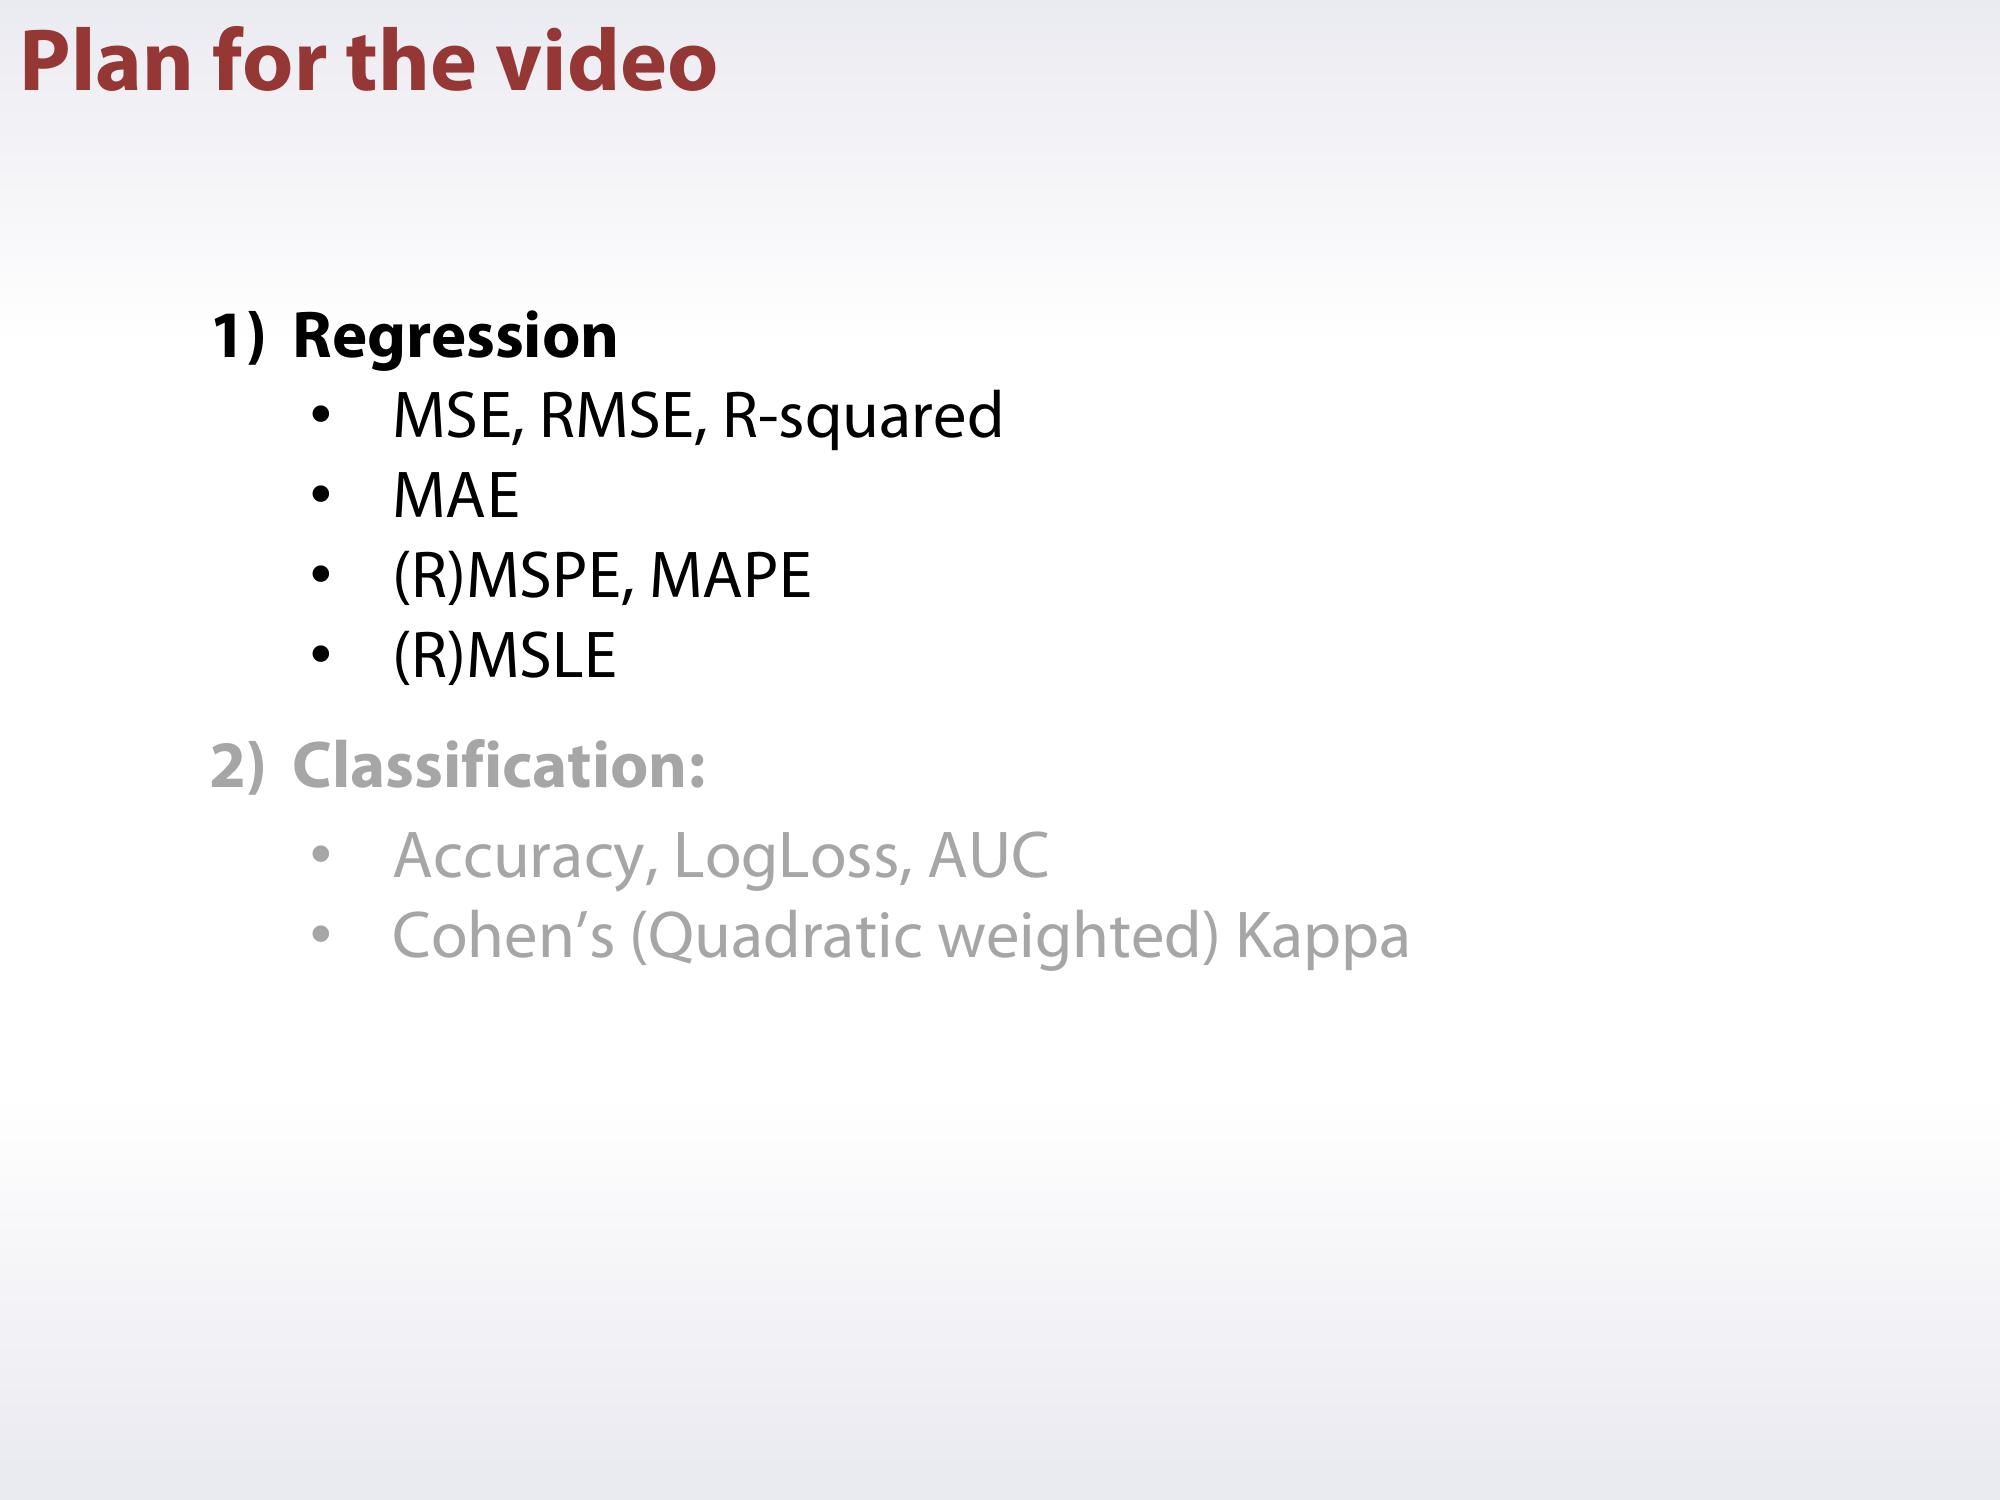 Plan for the video
1) Regression
• MSE, RMSE, R-squared
• MAE
• (R)MSPE, MAPE
• (R)MSLE
2) Classification:
• Accuracy, LogLoss, AUC
• Cohen’s (Quadratic weighted) Kappa